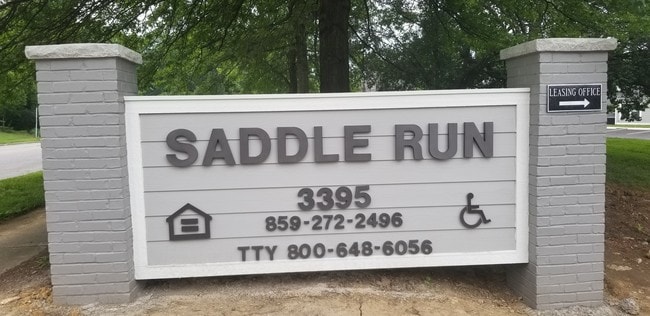 SADDLE RUN
3395
859-272-2496
TTY 800-648-6056
LEASING OFFICE